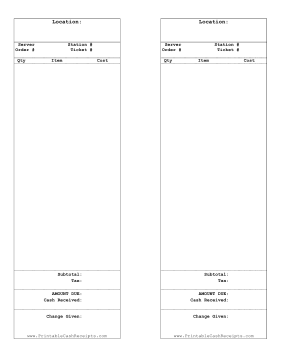 Location:
Server Station #
Order # Ticket #
Qty Item Cost
Subtotal:
Tax:
AMOUNT DUE:
Cash Received:
Change Given:
www.PrintableCashReceipts.com
Location:
Server Station #
Order # Ticket #
Qty Item Cost
Subtotal:
Tax:
AMOUNT DUE:
Cash Received:
Change Given:
www.PrintableCashReceipts.com